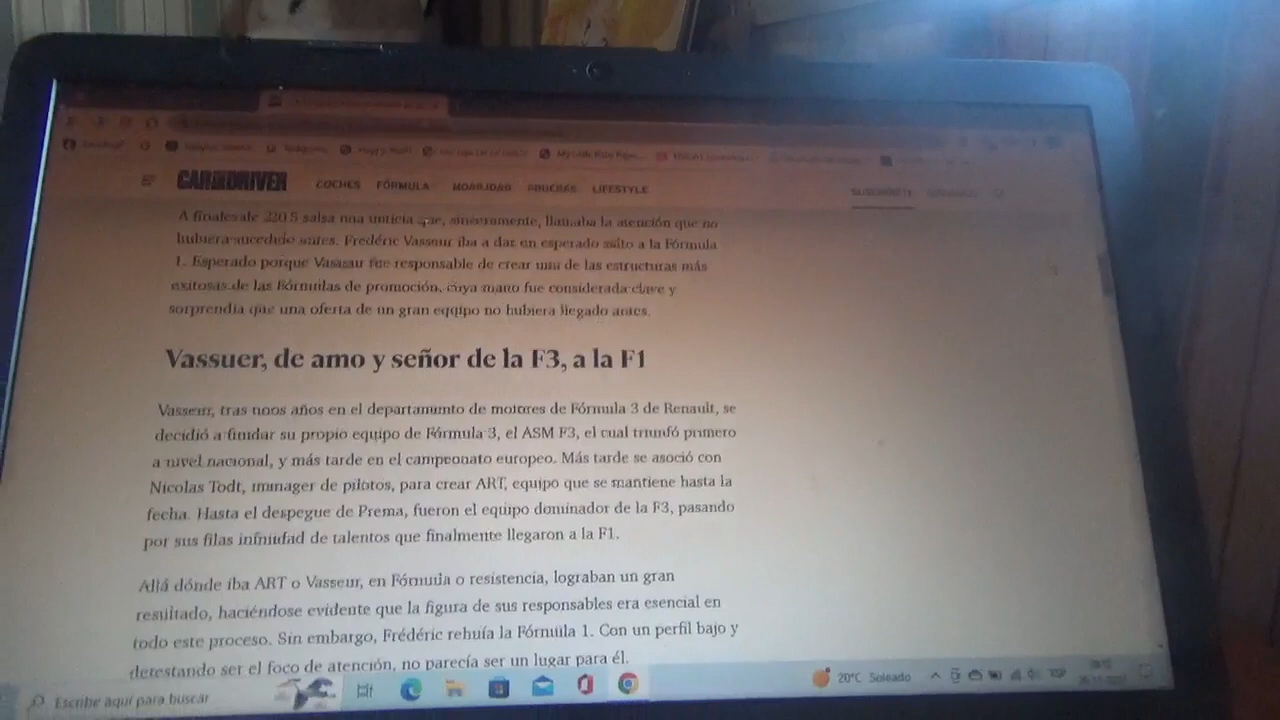 CAR AND DRIVER COCHES FÓRMULA MOVILIDAD PRUEBAS LIFESTYLE SUSCRÍBETE
A finales de 2015 una noticia que, sinceramente, llamaba la atención que no
hubiera sucedido antes. Frédéric Vasseur iba a dar en esperado salto a la Fórmula
1. Esperado porque Vasseur fue responsable de crear una de las estructuras más
exitosas de las Fórmulas de promoción, cuya mano fue considerada clave y
sorprendía que una oferta de un gran equipo no hubiera llegado antes.
Vassuer, de amo y señor de la F3, a la F1
Vasseur, tras unos años en el departamento de motores de Fórmula 3 de Renault, se
decidió a fundar su propio equipo de Fórmula 3, el ASM F3, el cual triunfó primero
a nivel nacional, y más tarde en el campeonato europeo. Más tarde se asoció con
Nicolas Todt, manager de pilotos, para crear ART, equipo que se mantiene hasta la
fecha. Hasta el despegue de Prema, fueron el equipo dominador de la F3, pasando
por sus filas infinidad de talentos que finalmente llegaron a la F1.
Allá dónde iba ART o Vasseur, en Fórmula o resistencia, lograban un gran
resultado, haciéndose evidente que la figura de sus responsables era esencial en
todo este proceso. Sin embargo, Frédéric rehuía la Fórmula 1. Con un perfil bajo y
detestando ser el foco de atención, no parecía ser un lugar para él.
Escribe aquí para buscar
20°C Soleado
ESP